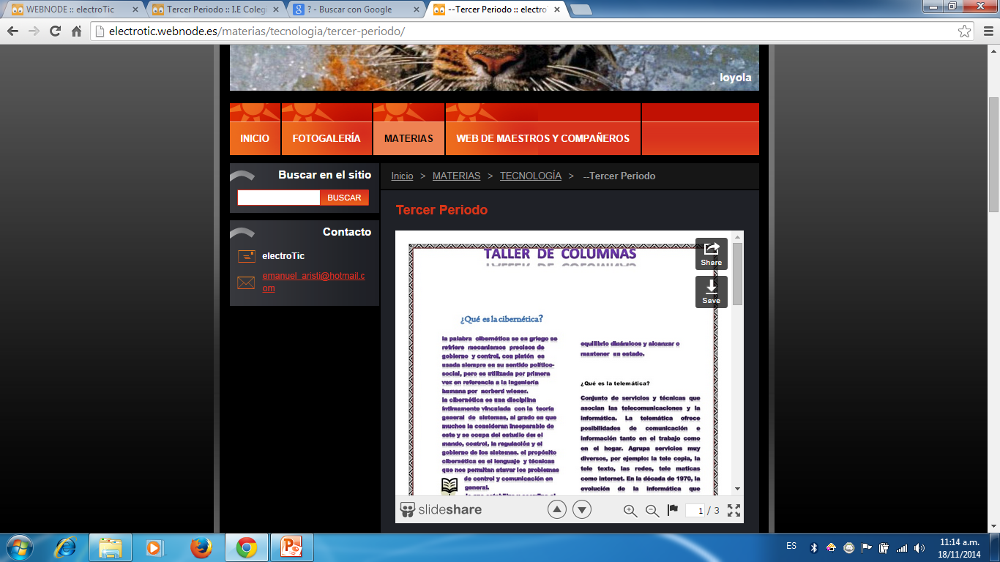 WEBNODE :: electroTic
Tercer Periodo :: I.E Colegi
? - Buscar con Google
--Tercer Periodo :: electroT
electrotic.webnode.es/materias/tecnologia/tercer-periodo/
loyola
INICIO
FOTOGALERÍA
MATERIAS
WEB DE MAESTROS Y COMPAÑEROS
Buscar en el sitio
BUSCAR
Contacto
electroTic
emanuel_aristi@hotmail.c
om
Inicio > MATERIAS > TECNOLOGÍA > --Tercer Periodo
Tercer Periodo
TALLER DE COLUMNAS
Share
Save
¿Qué es la cibernética?
la palabra cibernética se en griego se
refiere mecanismos precisos de
gobierno y control, con platón es
usada siempre en su sentido político-
social, pero es utilizada por primera
vez en referencia a la ingeniería
humana por norberd wiener.
la cibernética es una disciplina
íntimamente vinculada con la teoría
general de sistemas, al grado en que
muchos la consideran inseparable de
este y se ocupa del estudio del el
mando, control, la regulación y el
gobierno de los sistemas. el propósito
cibernética es el lenguaje y técnicas
que nos permitan atavar los problemas
de control y comunicación en
general.
equilibrio dinámicos y alcanzar o
mantener un estado.
¿Qué es la telemática?
Conjunto de servicios y técnicas que
asocian las telecomunicaciones y la
informática. La telemática ofrece
posibilidades de comunicación e
información tanto en el trabajo como
en el hogar. Agrupa servicios muy
diversos, por ejemplo: la tele copia, la
tele texto, las redes, tele maticas
como internet. En la década de 1970, la
evolución de la informática que
slideshare
1 / 3
ES
11:14 a.m.
18/11/2014